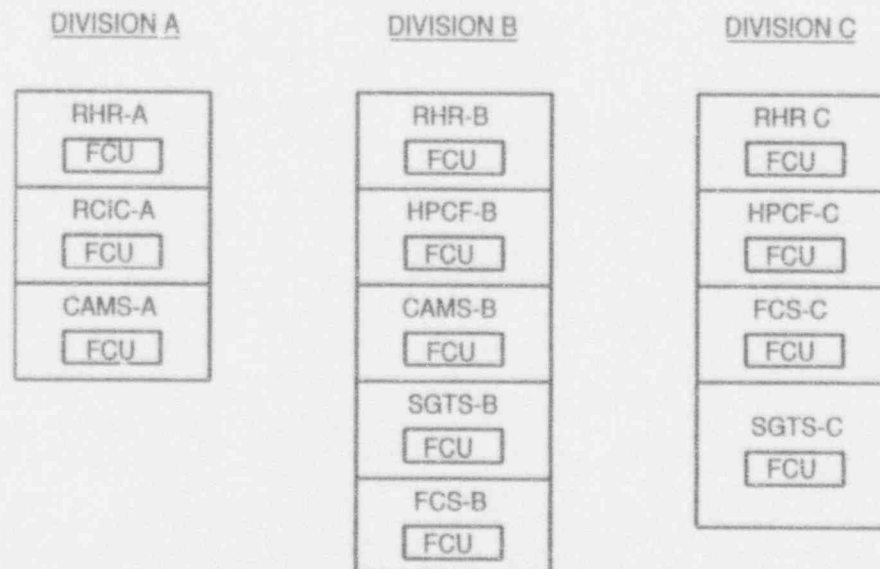 DIVISION A
RHR-A
FCU
RCIC-A
FCU
CAMS-A
FCU
DIVISION B
RHR-B
FCU
HPCF-B
FCU
CAMS-B
FCU
SGTS-B
FCU
FCS-B
FCU
DIVISION C
RHR C
FCU
HPCF-C
FCU
FCS-C
FCU
SGTS-C
FCU